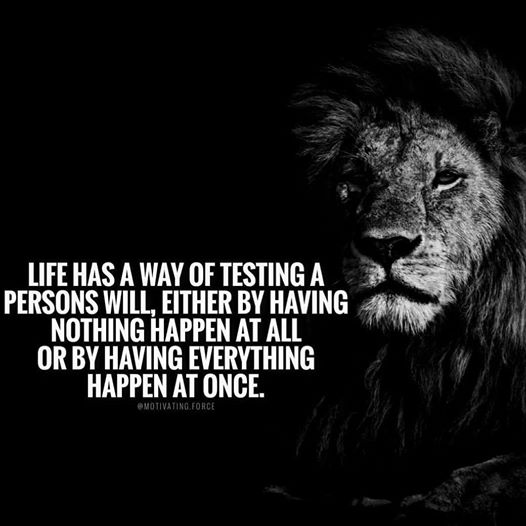 LIFE HAS A WAY OF TESTING A
PERSONS WILL, EITHER BY HAVING
NOTHING HAPPEN AT ALL
OR BY HAVING EVERYTHING
HAPPEN AT ONCE.
@MOTIVATING.FORCE